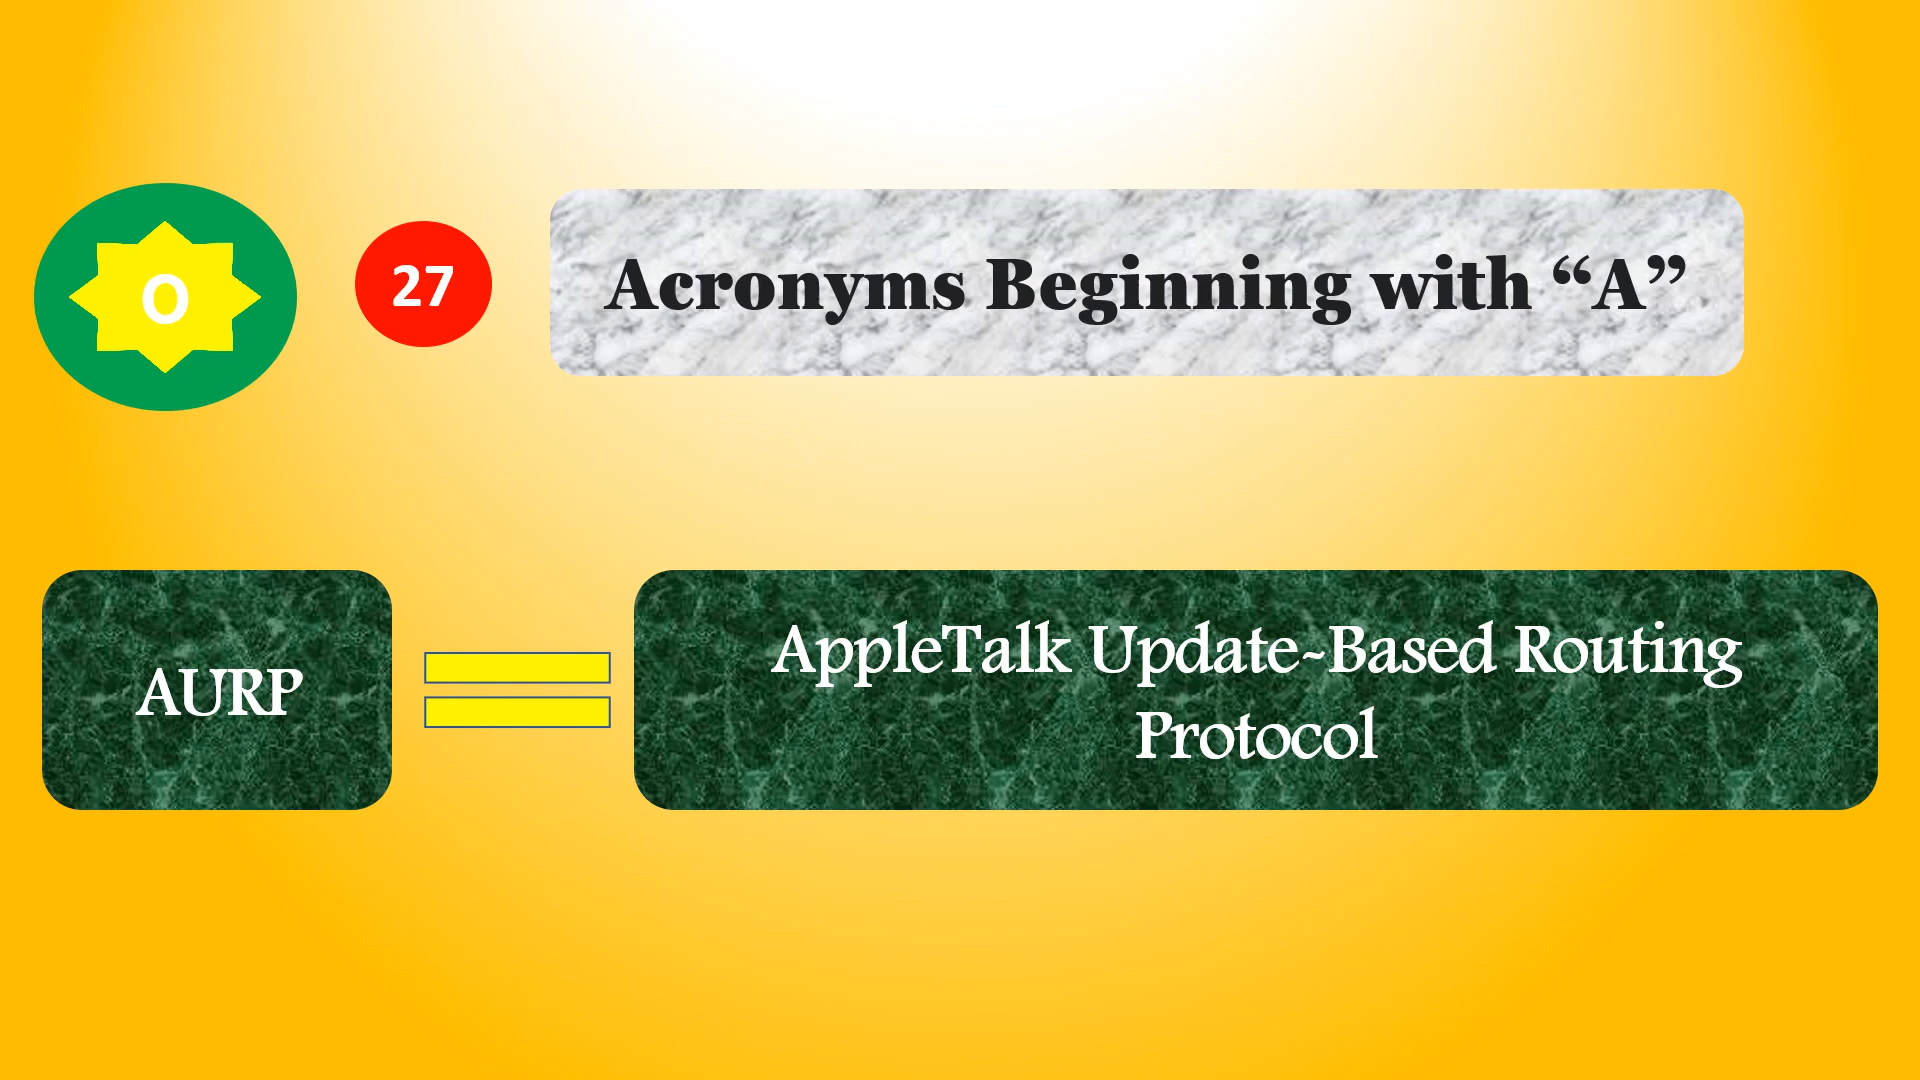 O
27
Acronyms Beginning with “A”
AURP
AppleTalk Update-Based Routing
Protocol